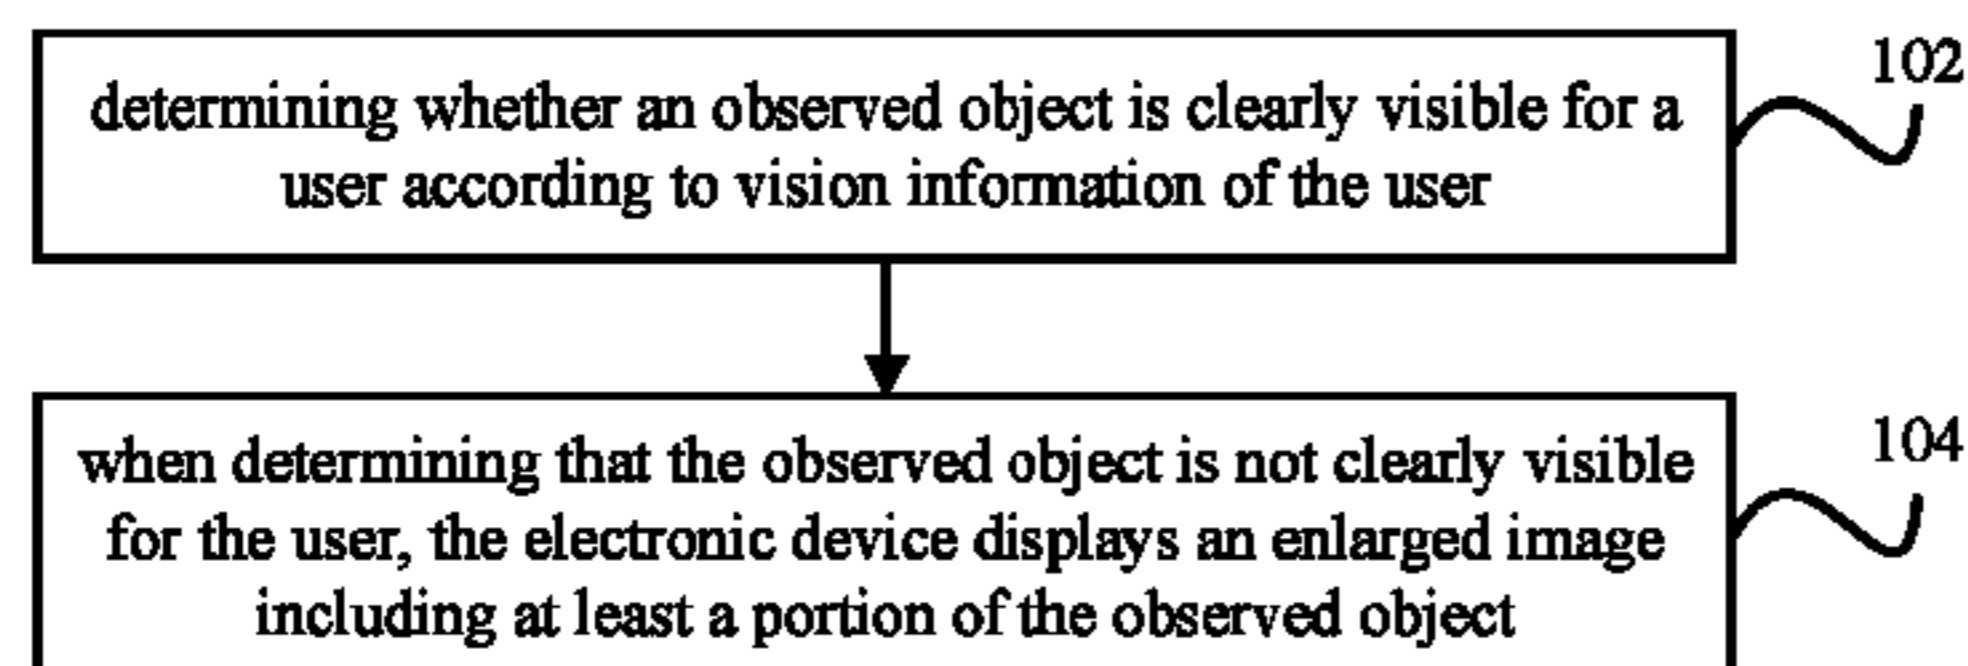 102
determining whether an observed object is clearly visible for a
user according to vision information of the user
104
when determining that the observed object is not clearly visible
for the user, the electronic device displays an enlarged image
including at least a portion of the observed object